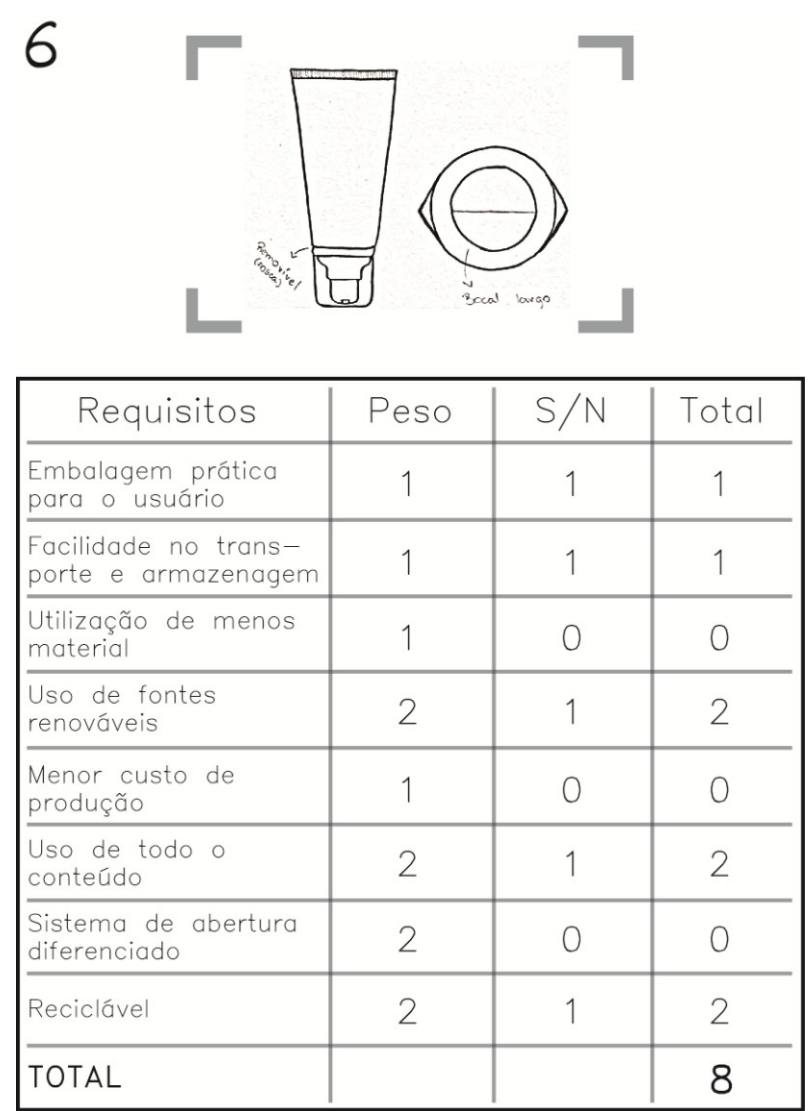 6
Removível
(rosca)
Bocal largo
Requisitos Peso S/N Total
Embalagem prática
para o usuário 1 1 1
Facilidade no trans-
porte e armazenagem 1 1 1
Utilização de menos
material 1 0 0
Uso de fontes
renováveis 2 1 2
Menor custo de
produção 1 0 0
Uso de todo o
conteúdo 2 1 2
Sistema de abertura
diferenciado 2 0 0
Reciclável 2 1 2
TOTAL 8